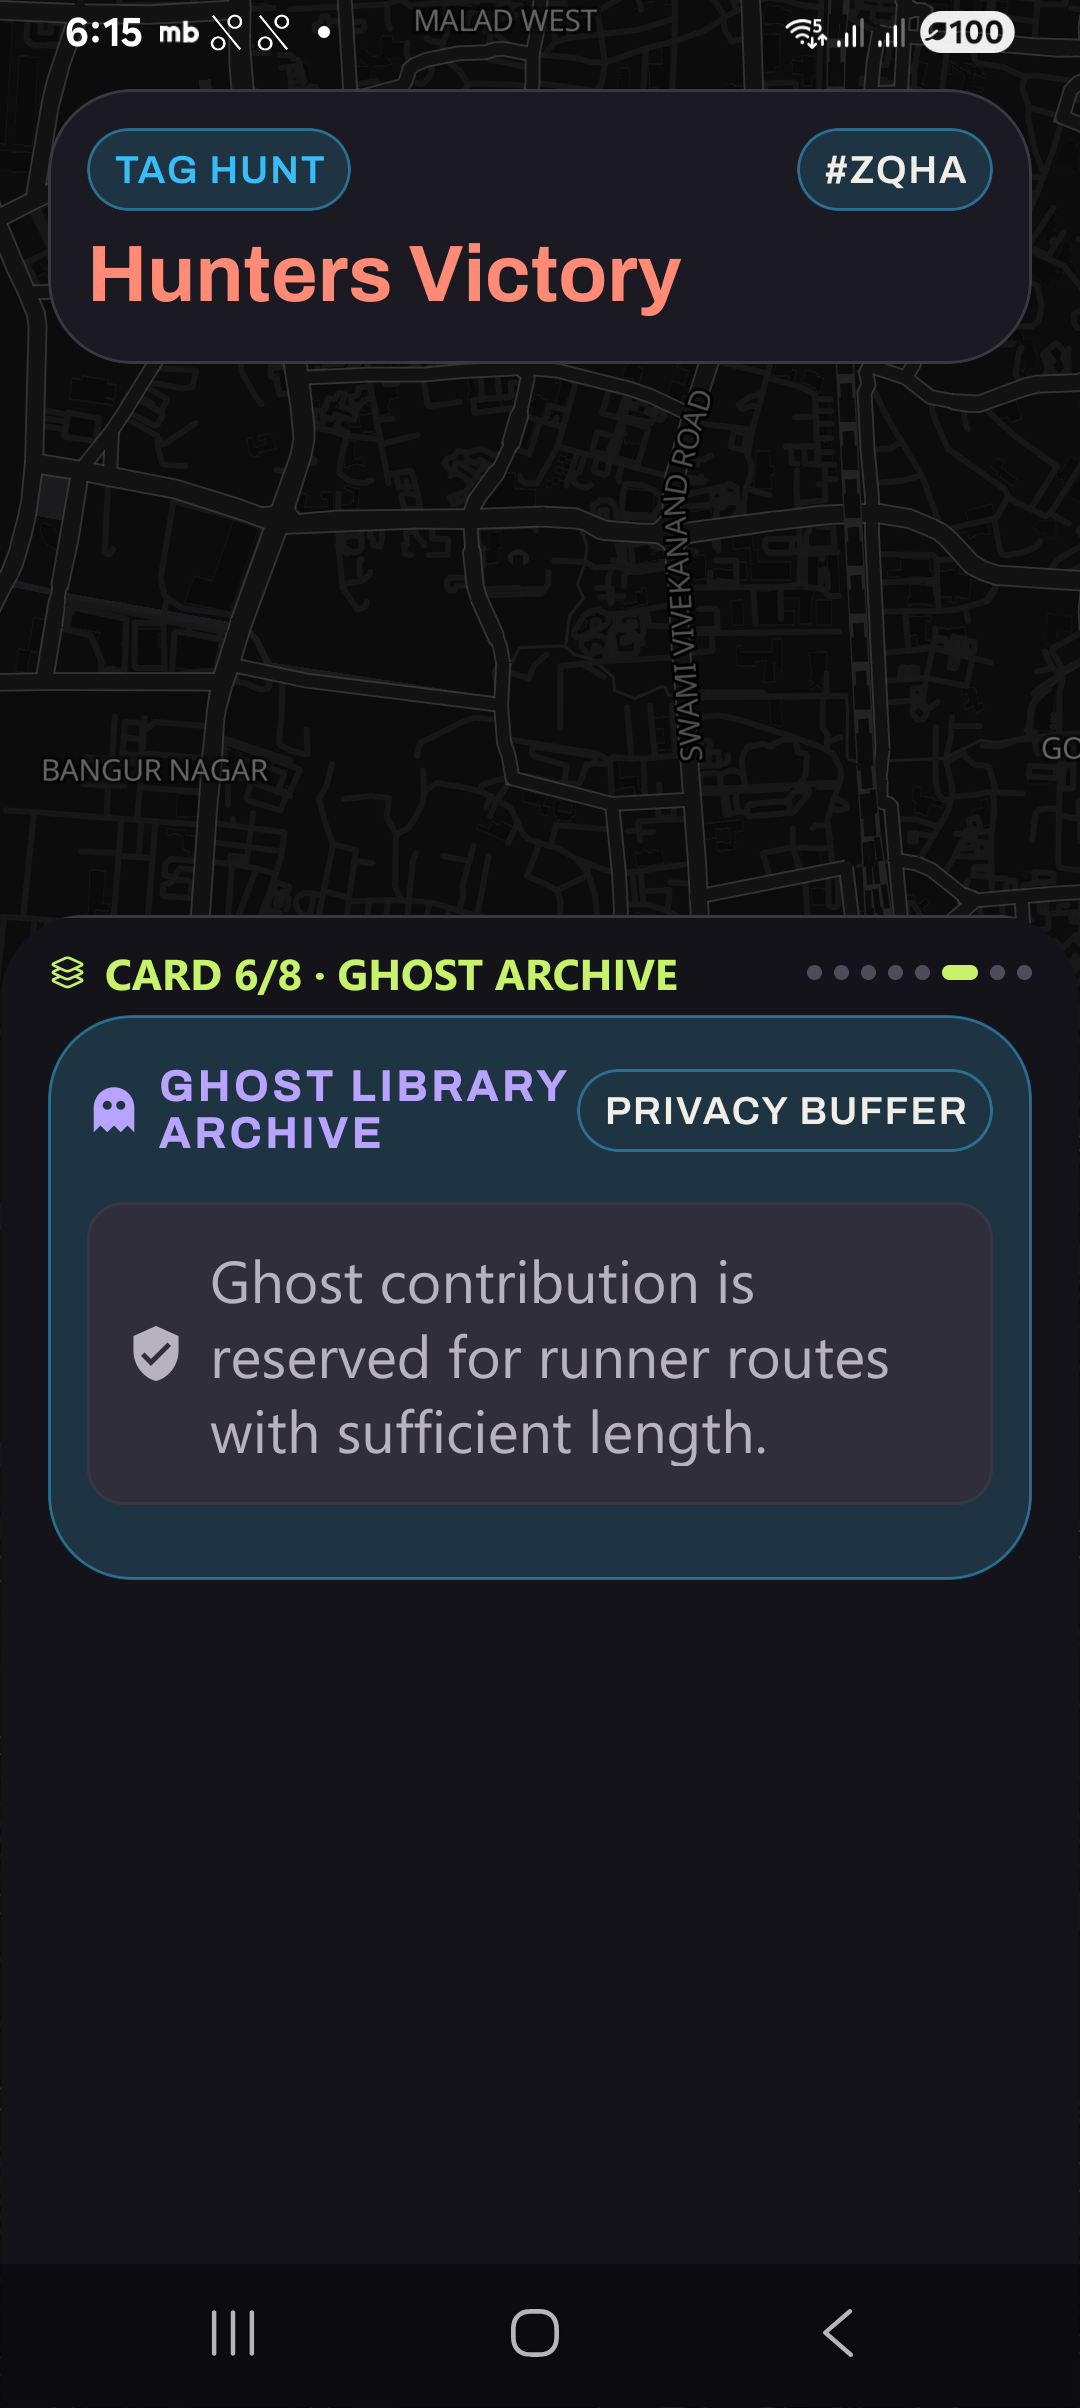 6:15 mb 5 100
MALAD WEST
TAG HUNT
#ZQHA
Hunters Victory
SWAMI VIVEKANAND ROAD
BANGUR NAGAR
GO
CARD 6/8 · GHOST ARCHIVE
GHOST LIBRARY
ARCHIVE
PRIVACY BUFFER
Ghost contribution is
reserved for runner routes
with sufficient length.